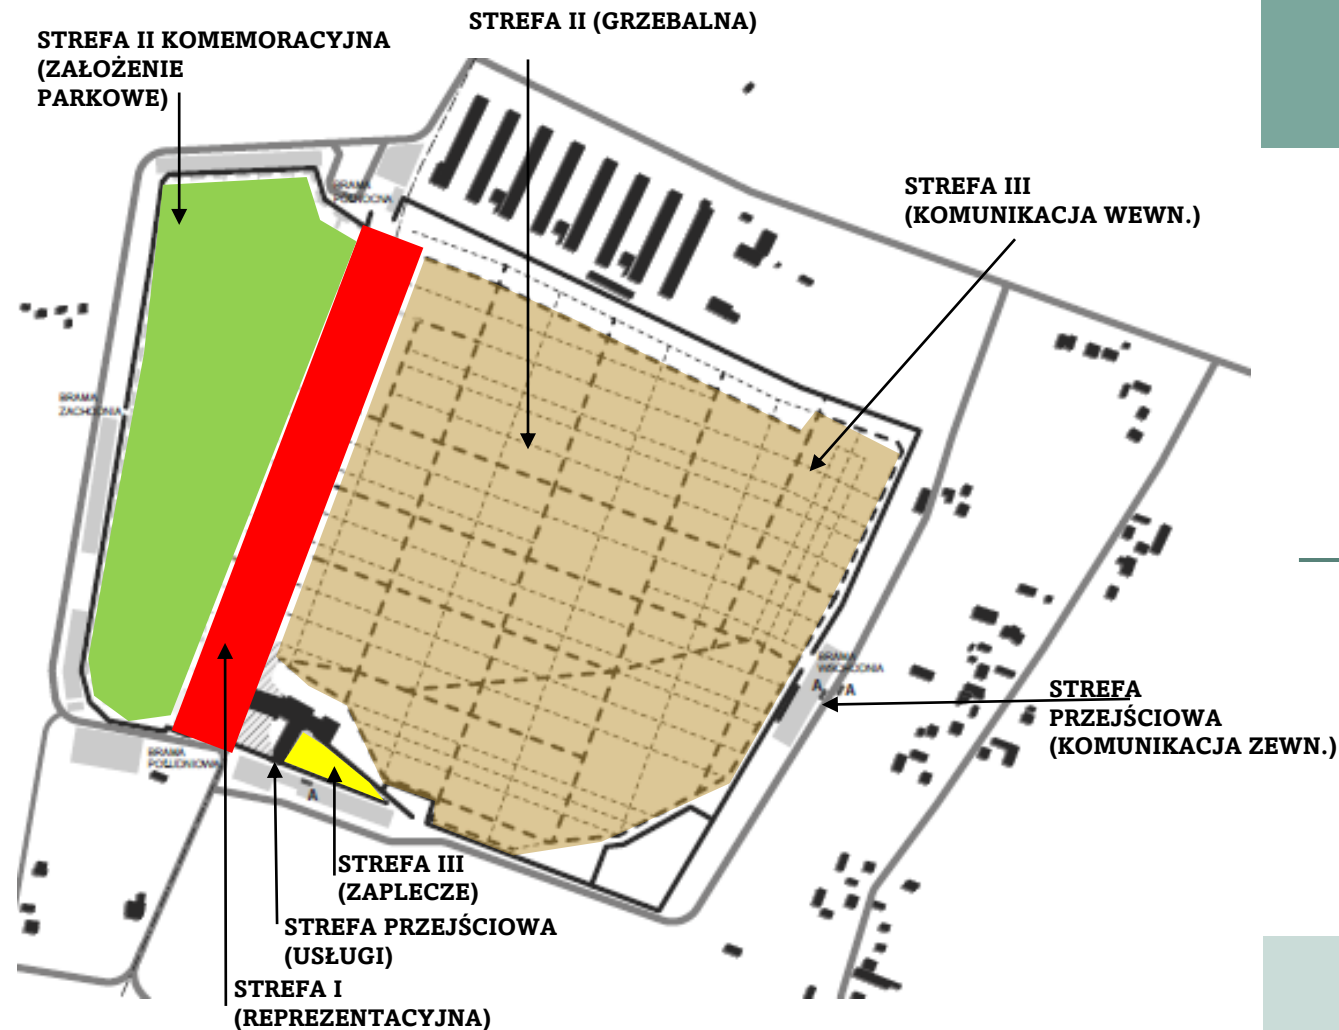 STREFA II (GRZEBALNA)
STREFA II KOMEMORACYJNA
(ZAŁOŻENIE
PARKOWE)
STREFA III
(KOMUNIKACJA WEWN.)
BRAMA
PÓŁNOCNA
BRAMA
ZACHODNIA
BRAMA
WSCHODNIA
A A
STREFA
PRZEJŚCIOWA
(KOMUNIKACJA ZEWN.)
BRAMA
POŁUDNIOWA
A
STREFA III
(ZAPLECZE)
STREFA PRZEJŚCIOWA
(USŁUGI)
STREFA I
(REPREZENTACYJNA)